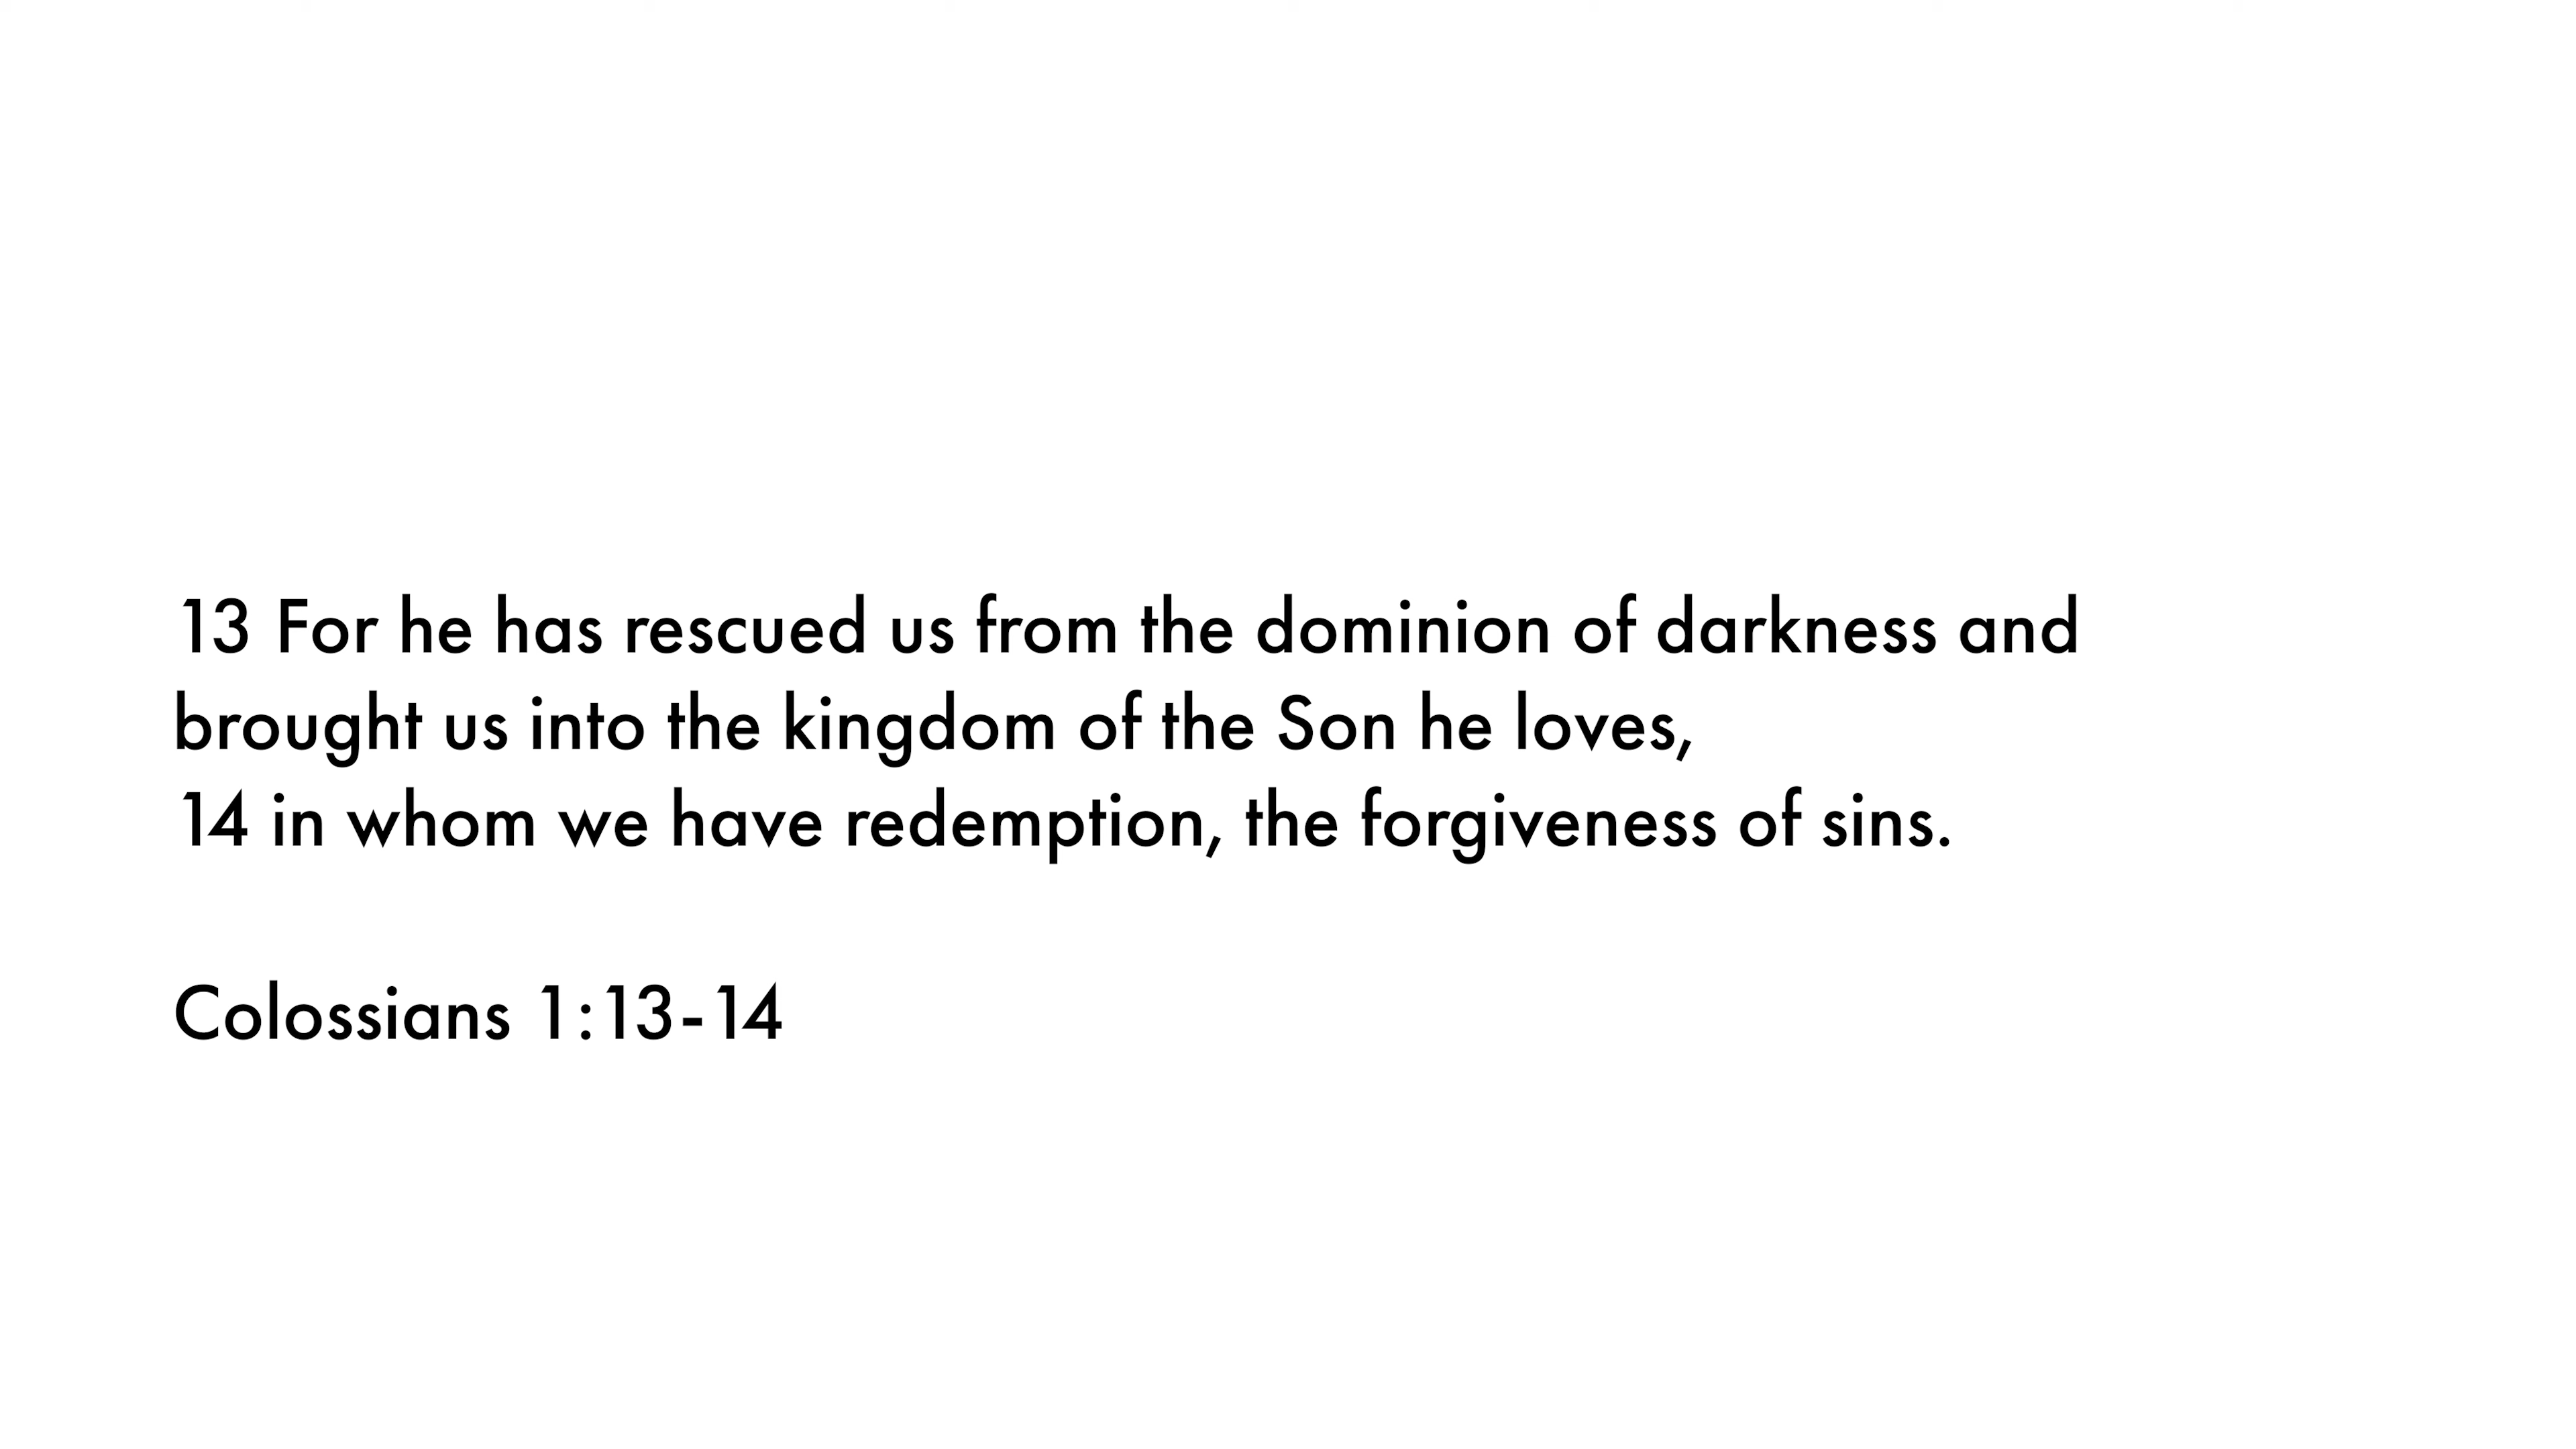 13 For he has rescued us from the dominion of darkness and
brought us into the kingdom of the Son he loves,
14 in whom we have redemption, the forgiveness of sins.
Colossians 1:13-14